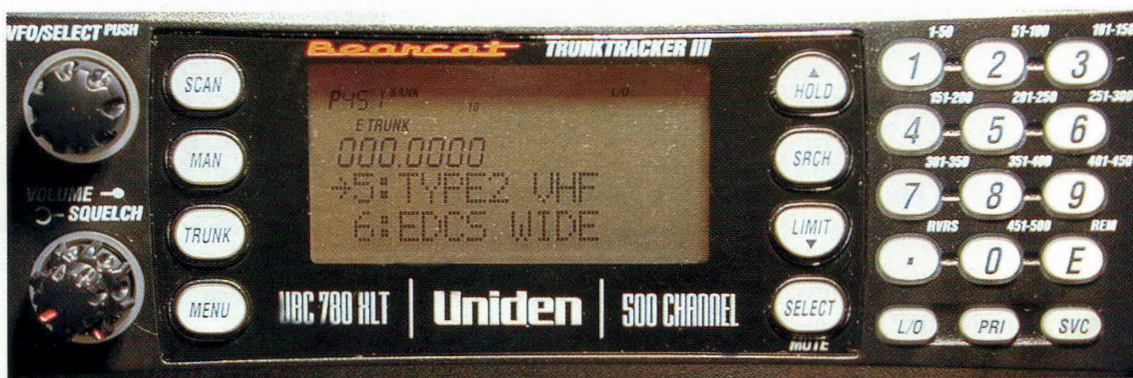 VFO/SELECT PUSH
VOLUME
SQUELCH
SCAN
MAN
TRUNK
MENU
Bearcat TRUNKTRACKER III
P451 BANK 10 L/O
E TRUNK
000.0000
→5:TYPE2 VHF
6:EDCS WIDE
UBC 780 XLT | Uniden | 500 CHANNEL
HOLD
SRCH
LIMIT
SELECT
MUTE
1-50 51-100 101-150
1 2 3
151-200 201-250 251-300
4 5 6
301-350 351-400 401-450
7 8 9
RVRS 451-500 REM
. 0 E
L/O PRI SVC